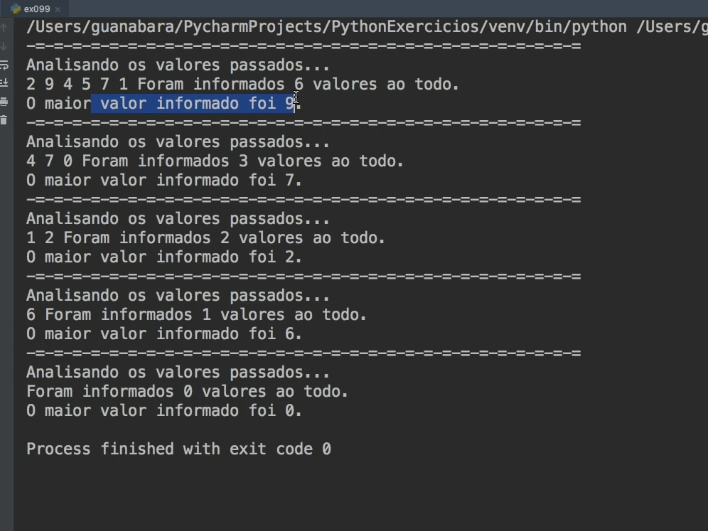 ex099
/Users/guanabara/PycharmProjects/PythonExercicios/venv/bin/python /Users/g
-=-=-=-=-=-=-=-=-=-=-=-=-=-=-=-=-=-=-=-=-=-=-=-=-=-=-=-=-=-=
Analisando os valores passados...
2 9 4 5 7 1 Foram informados 6 valores ao todo.
O maior valor informado foi 9.
-=-=-=-=-=-=-=-=-=-=-=-=-=-=-=-=-=-=-=-=-=-=-=-=-=-=-=-=-=-=
Analisando os valores passados...
4 7 0 Foram informados 3 valores ao todo.
O maior valor informado foi 7.
-=-=-=-=-=-=-=-=-=-=-=-=-=-=-=-=-=-=-=-=-=-=-=-=-=-=-=-=-=-=
Analisando os valores passados...
1 2 Foram informados 2 valores ao todo.
O maior valor informado foi 2.
-=-=-=-=-=-=-=-=-=-=-=-=-=-=-=-=-=-=-=-=-=-=-=-=-=-=-=-=-=-=
Analisando os valores passados...
6 Foram informados 1 valores ao todo.
O maior valor informado foi 6.
-=-=-=-=-=-=-=-=-=-=-=-=-=-=-=-=-=-=-=-=-=-=-=-=-=-=-=-=-=-=
Analisando os valores passados...
Foram informados 0 valores ao todo.
O maior valor informado foi 0.
Process finished with exit code 0